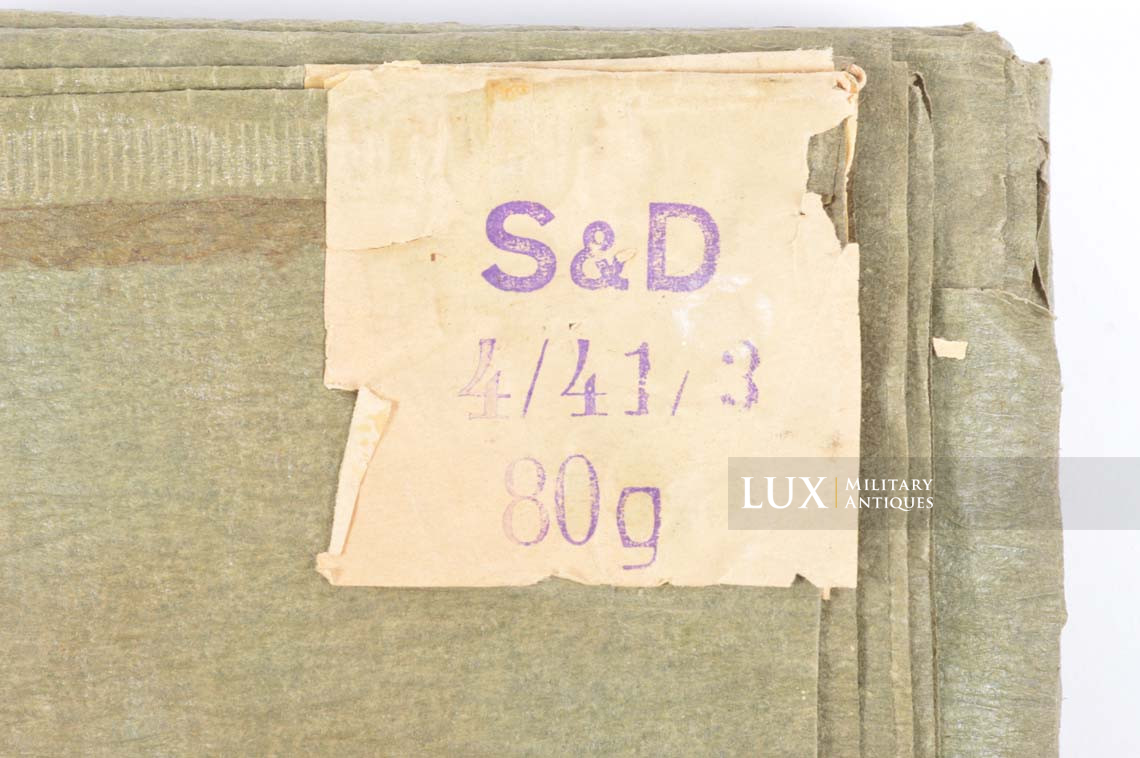 S&D
4/41/3
80g
LUX MILITARY
ANTIQUES